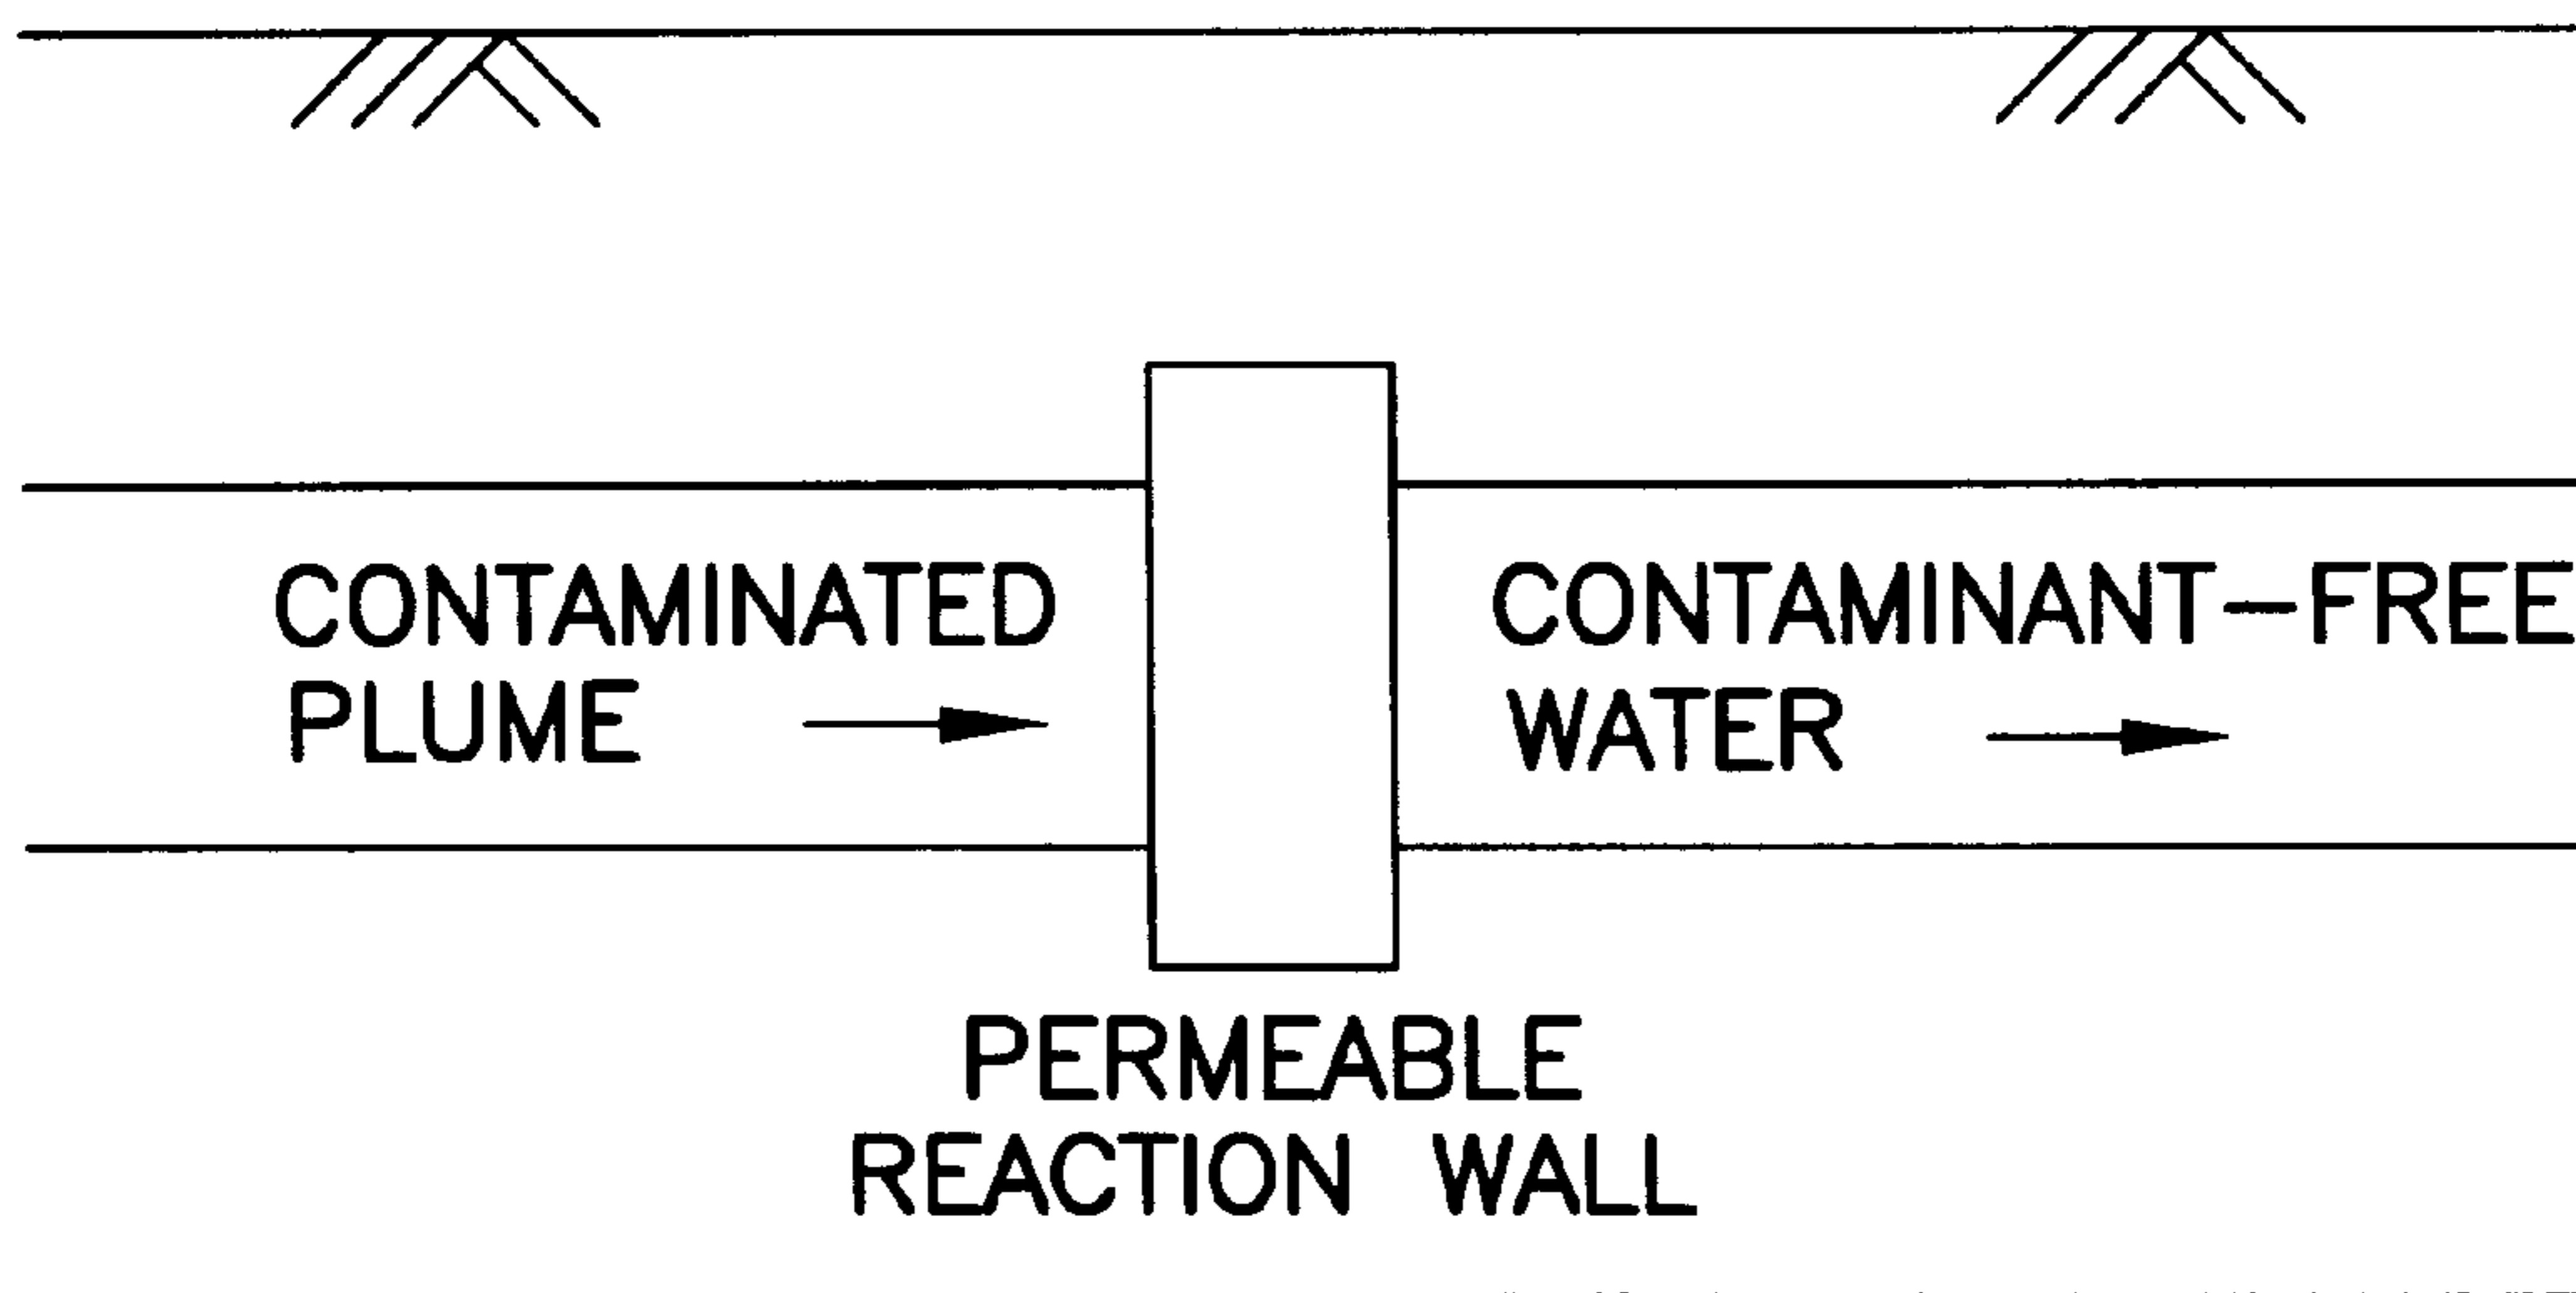 CONTAMINATED
PLUME
CONTAMINANT-FREE
WATER
PERMEABLE
REACTION WALL